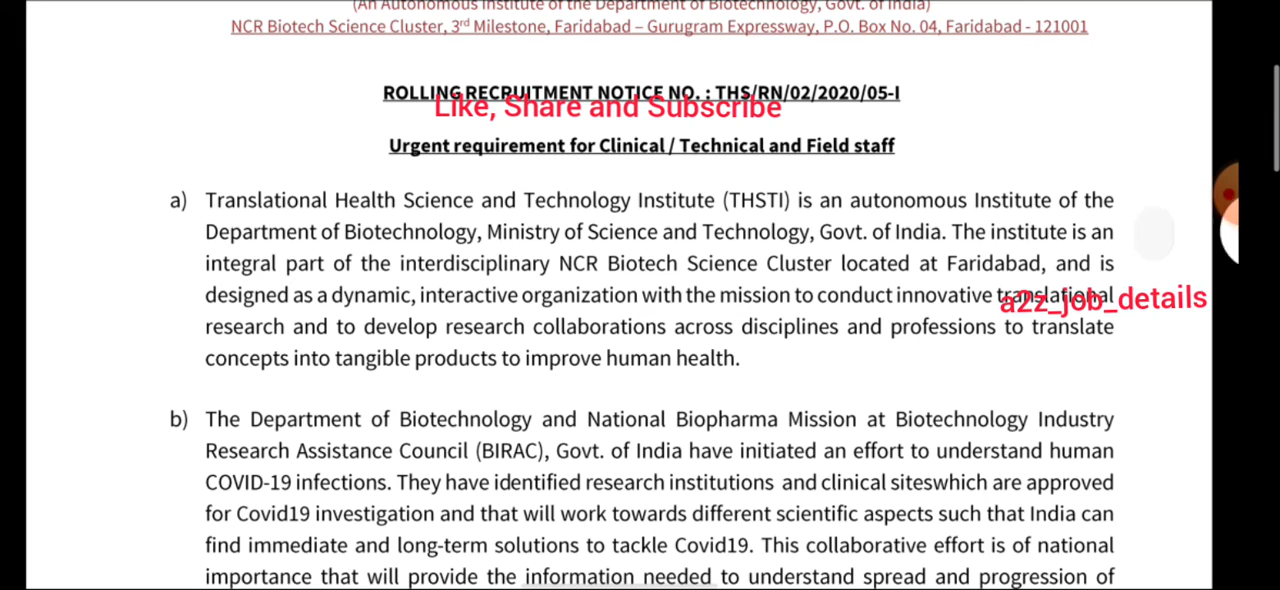 (An Autonomous Institute of the Department of Biotechnology, Govt. of India)
NCR Biotech Science Cluster, 3rd Milestone, Faridabad – Gurugram Expressway, P.O. Box No. 04, Faridabad - 121001
ROLLING RECRUITMENT NOTICE NO. : THS/RN/02/2020/05-I
Like, Share and Subscribe
Urgent requirement for Clinical / Technical and Field staff
a) Translational Health Science and Technology Institute (THSTI) is an autonomous Institute of the
Department of Biotechnology, Ministry of Science and Technology, Govt. of India. The institute is an
integral part of the interdisciplinary NCR Biotech Science Cluster located at Faridabad, and is
designed as a dynamic, interactive organization with the mission to conduct innovative translational
a2z_job_details
research and to develop research collaborations across disciplines and professions to translate
concepts into tangible products to improve human health.
b) The Department of Biotechnology and National Biopharma Mission at Biotechnology Industry
Research Assistance Council (BIRAC), Govt. of India have initiated an effort to understand human
COVID-19 infections. They have identified research institutions and clinical siteswhich are approved
for Covid19 investigation and that will work towards different scientific aspects such that India can
find immediate and long-term solutions to tackle Covid19. This collaborative effort is of national
importance that will provide the information needed to understand spread and progression of